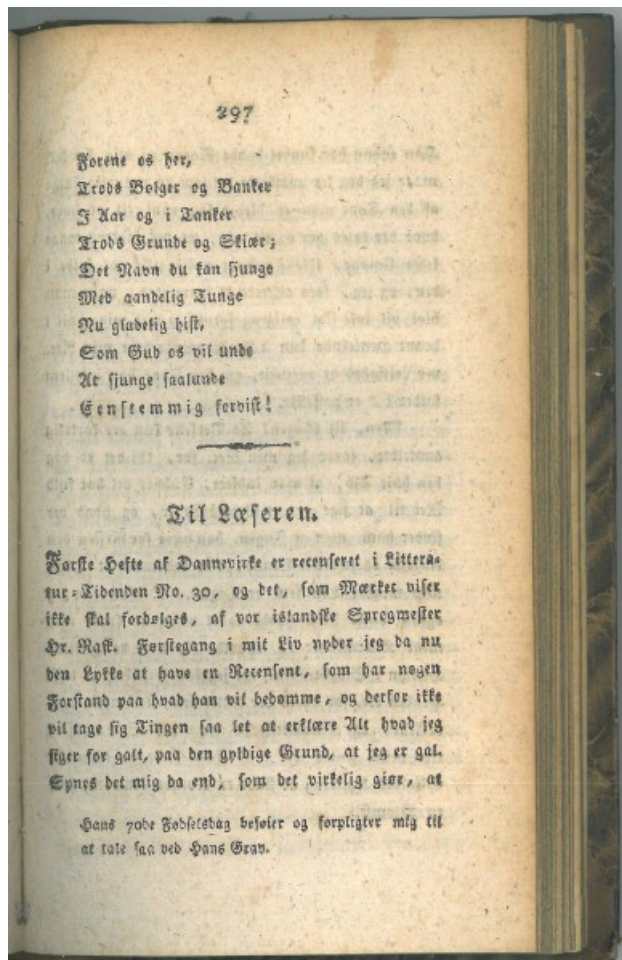 397
Forene os her,
Trods Bølger og Banker
I Aar og i Tanker
Trods Grunde og Skiær;
Det Navn du kan sjunge
Med aandelig Tunge
Nu gladelig hist,
Som Gud os vil unde
At sjunge saalunde
Eenstemmig forvist!
Til Læseren.
Første Hefte af Dannevirke er recenseret i Littera-
tur-Tidenden No. 30, og det, som Mærket viser
ikke skal fordølges, af vor islandske Sprogmester
Hr. Rask. Førstegang i mit Liv nyder jeg da nu
den Lykke at have en Recensent, som har nogen
Forstand paa hvad han vil bedømme, og derfor ikke
vil tage sig Tingen saa let at erklære Alt hvad jeg
siger for galt, paa den gyldige Grund, at jeg er gal.
Synes det mig da end, som det virkelig giør, at
Hans 70de Fødselsdag beføier og forpligter mig til
at tale saa ved Hans Grav.